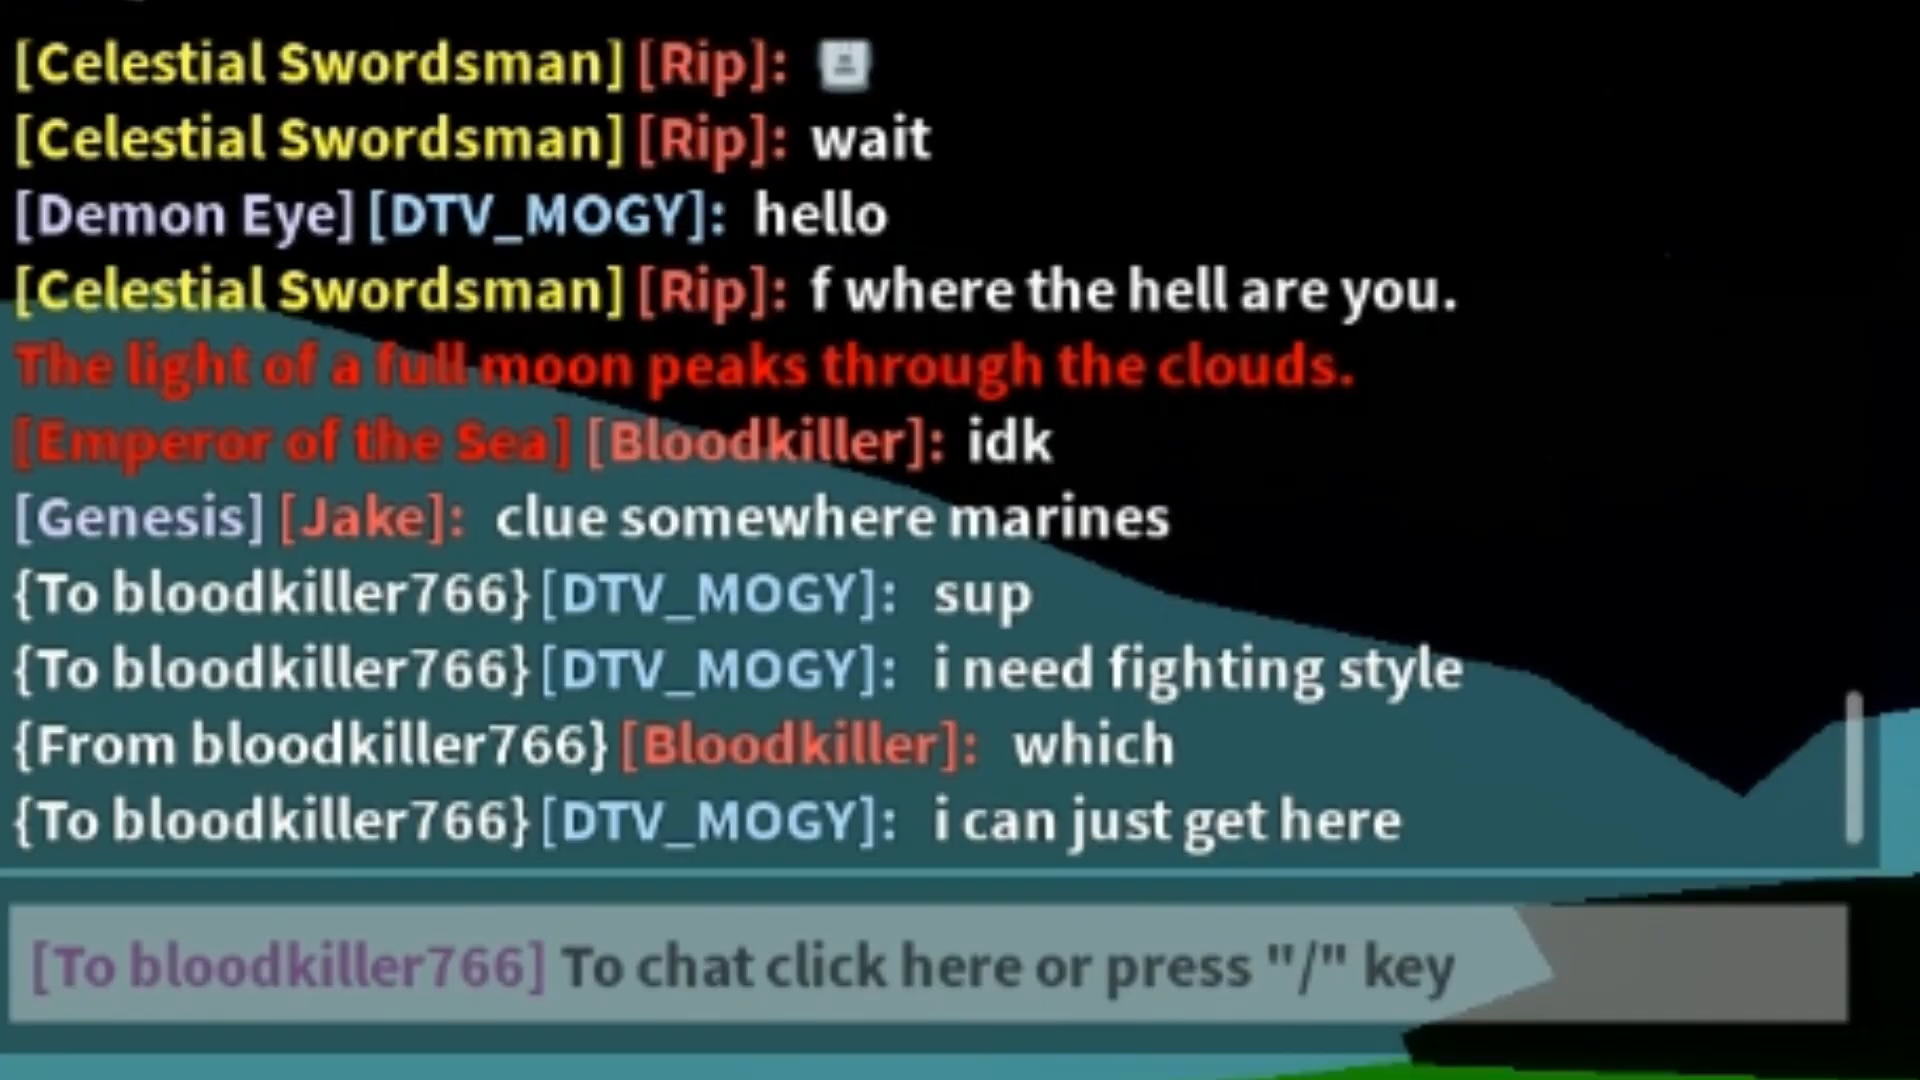 [Celestial Swordsman] [Rip]:
[Celestial Swordsman] [Rip]: wait
[Demon Eye] [DTV_MOGY]: hello
[Celestial Swordsman] [Rip]: f where the hell are you.
The light of a full moon peaks through the clouds.
[Emperor of the Sea] [Bloodkiller]: idk
[Genesis] [Jake]: clue somewhere marines
{To bloodkiller766} [DTV_MOGY]: sup
{To bloodkiller766} [DTV_MOGY]: i need fighting style
{From bloodkiller766} [Bloodkiller]: which
{To bloodkiller766} [DTV_MOGY]: i can just get here
[To bloodkiller766] To chat click here or press "/" key